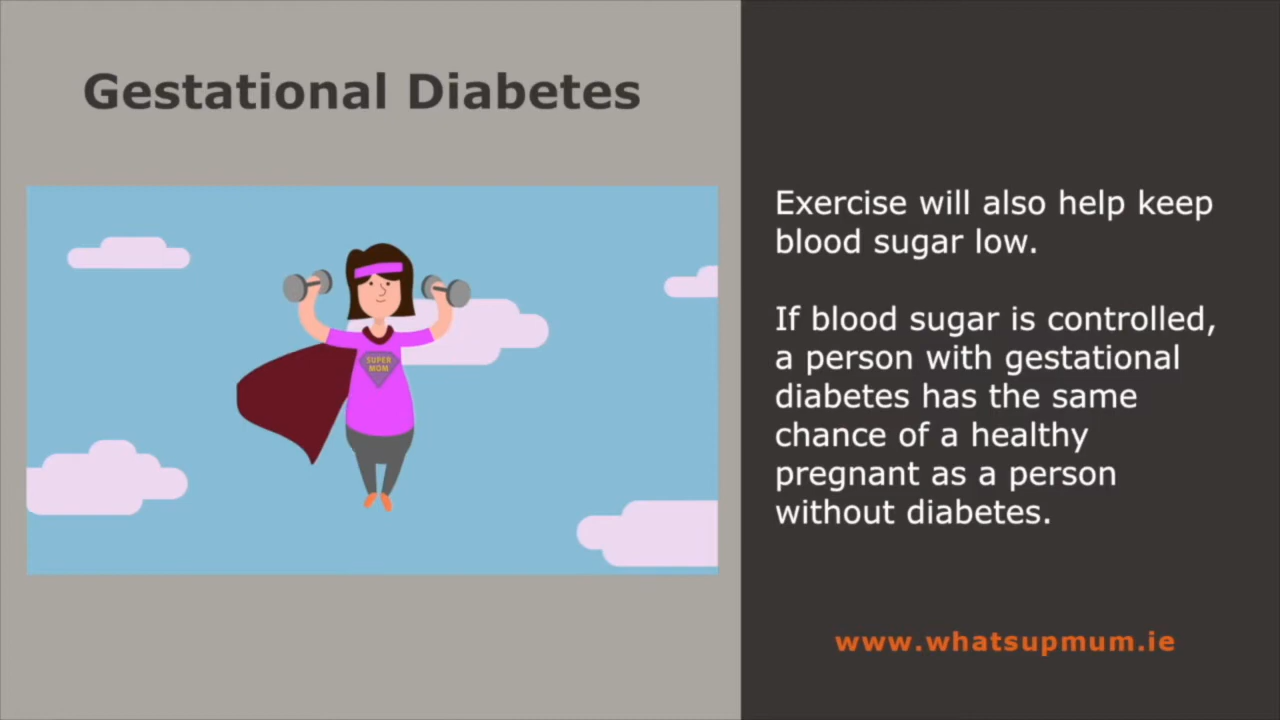 Gestational Diabetes
SUPER
MOM
Exercise will also help keep
blood sugar low.
If blood sugar is controlled,
a person with gestational
diabetes has the same
chance of a healthy
pregnant as a person
without diabetes.
www.whatsupmum.ie